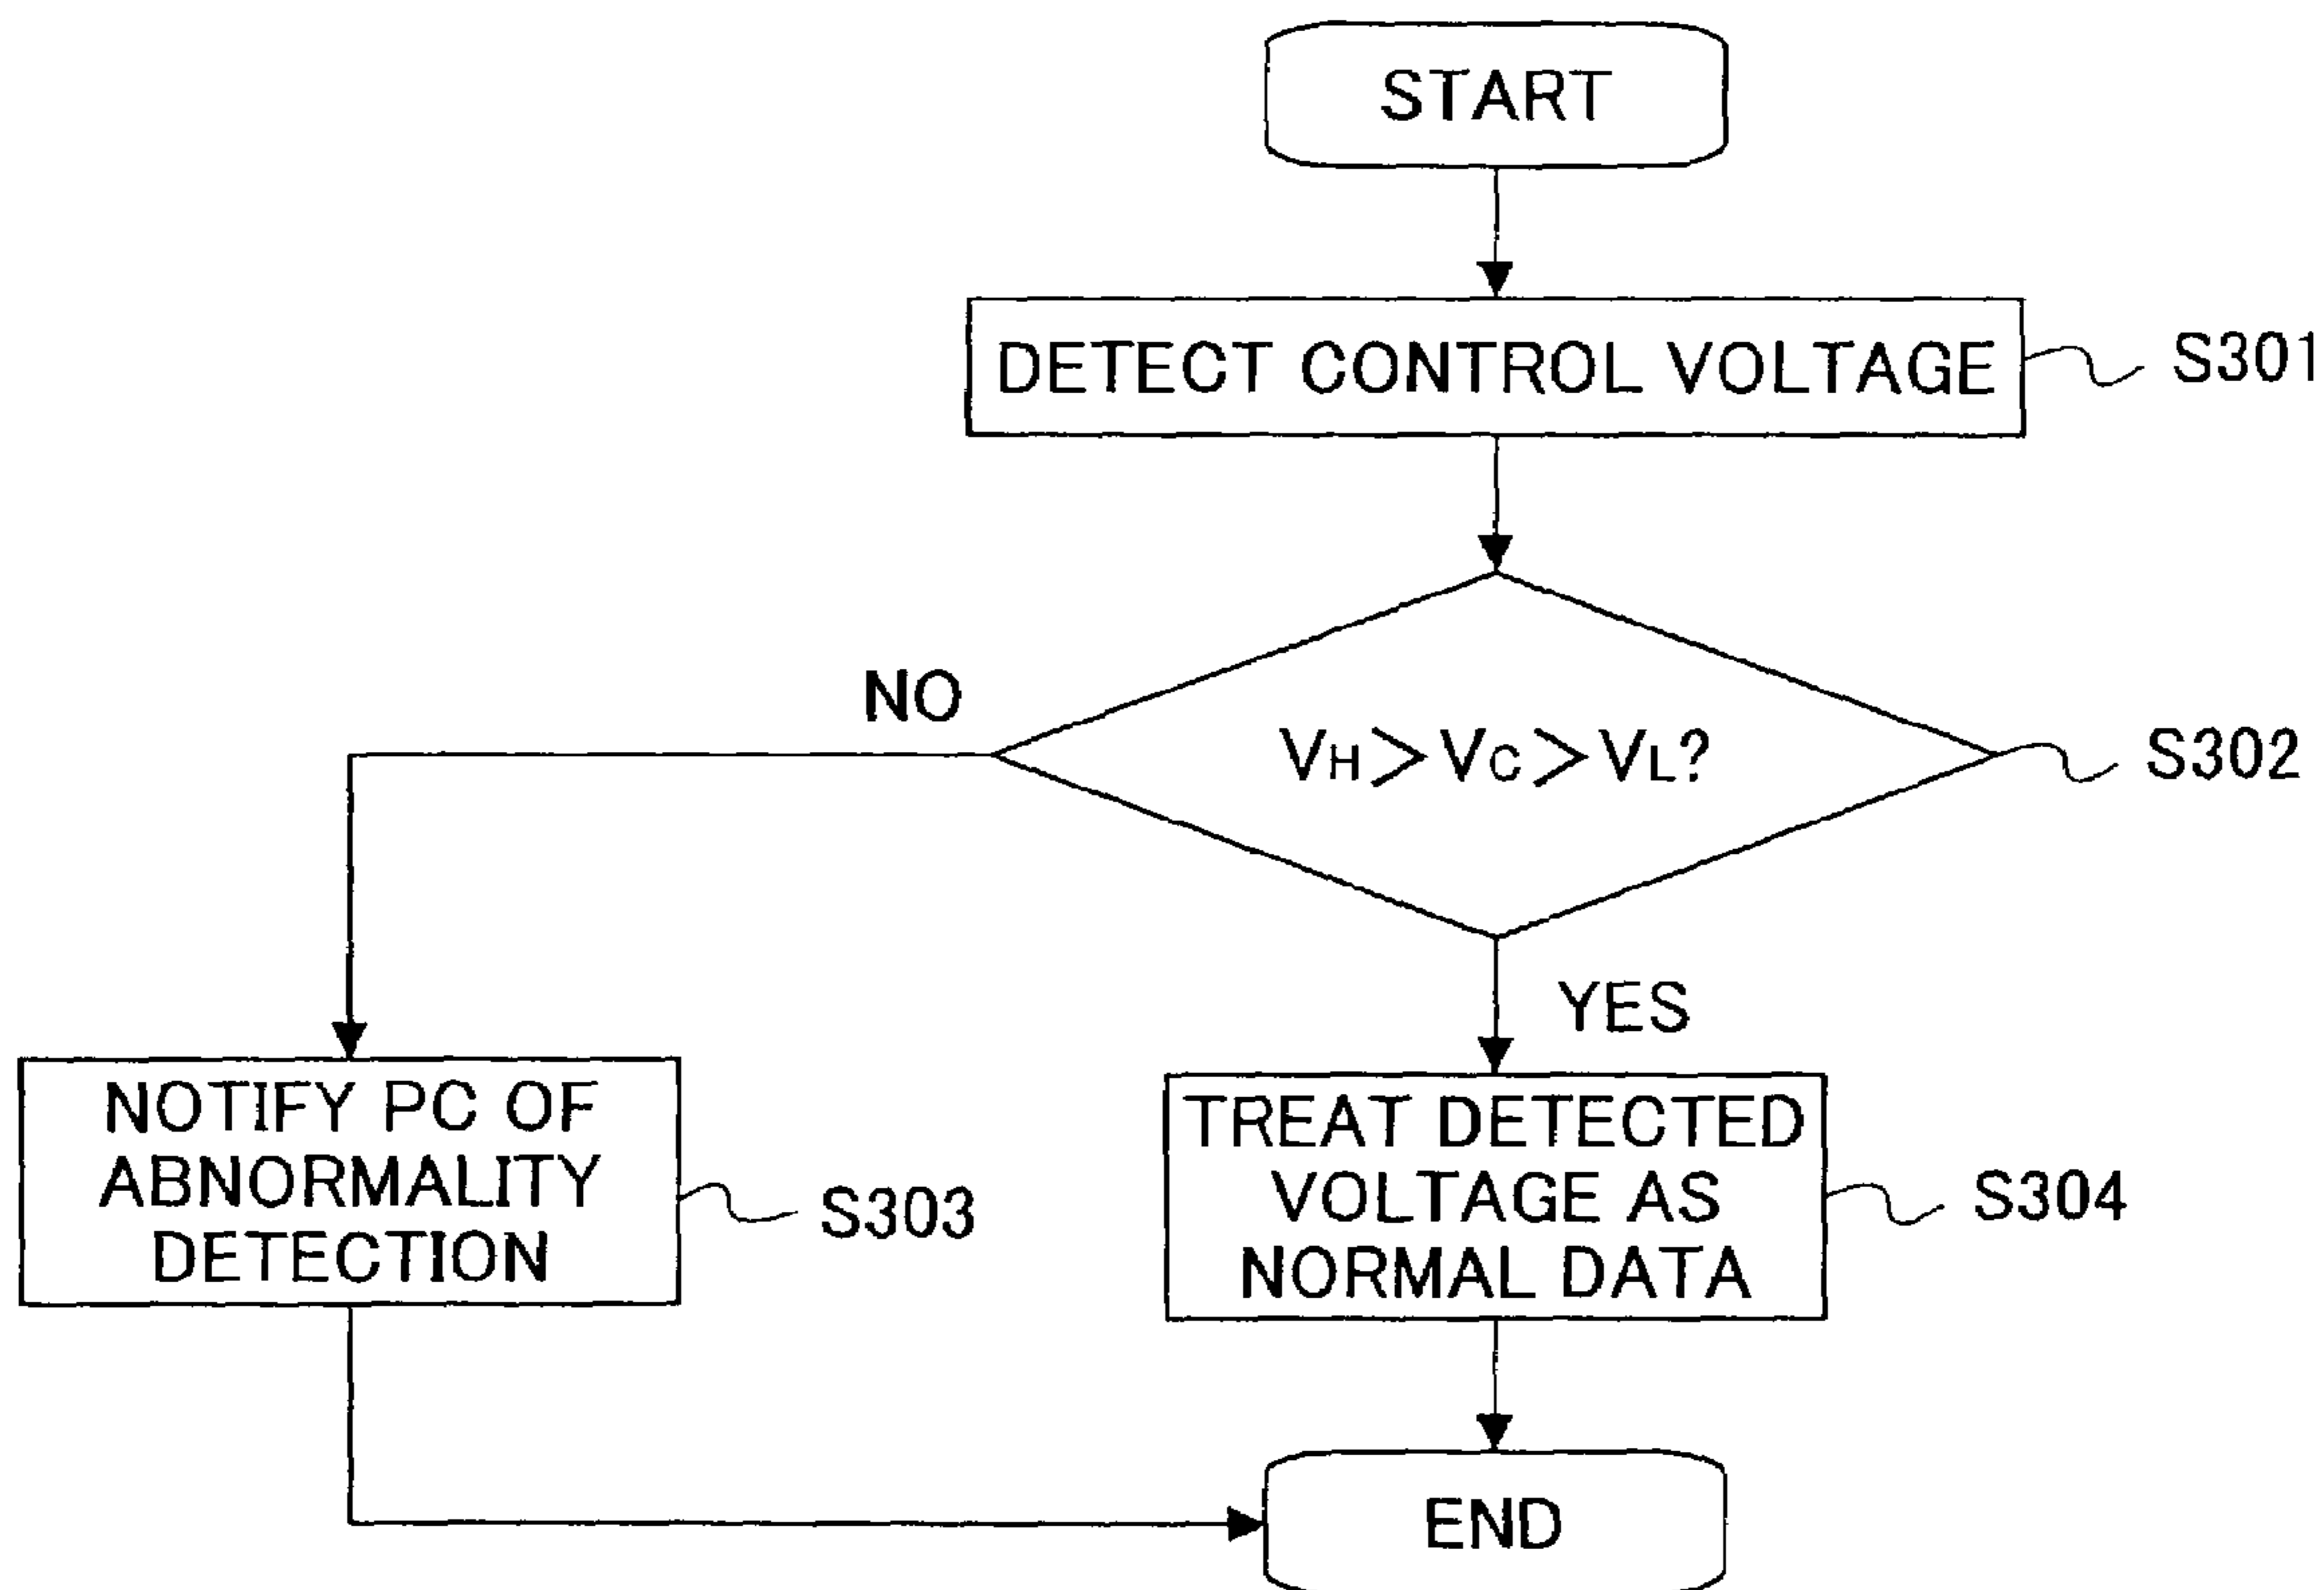 START
DETECT CONTROL VOLTAGE
S301
NO
VH>VC>VL?
S302
YES
NOTIFY PC OF
ABNORMALITY
DETECTION
S303
TREAT DETECTED
VOLTAGE AS
NORMAL DATA
S304
END